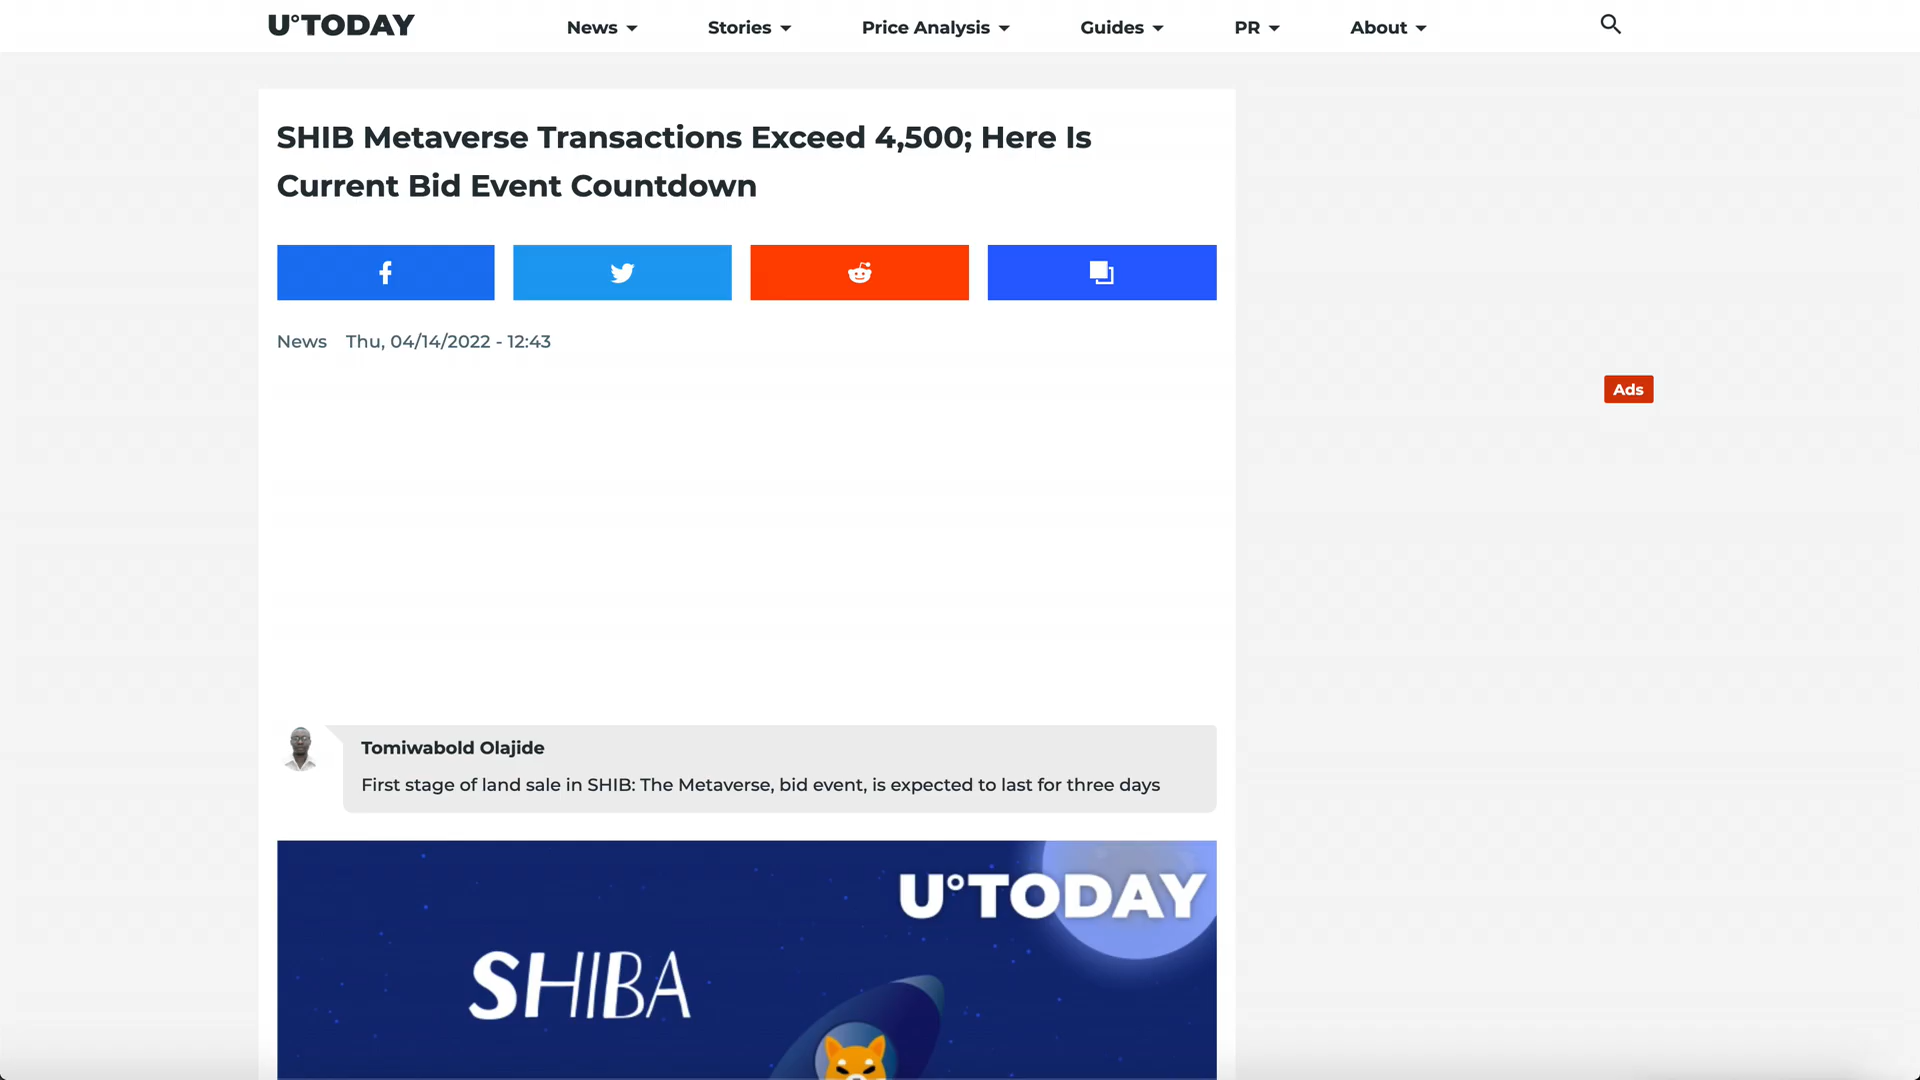 U°TODAY
News
Stories
Price Analysis
Guides
PR
About
SHIB Metaverse Transactions Exceed 4,500; Here Is
Current Bid Event Countdown
News Thu, 04/14/2022 - 12:43
Ads
Tomiwabold Olajide
First stage of land sale in SHIB: The Metaverse, bid event, is expected to last for three days
U°TODAY
SHIBA